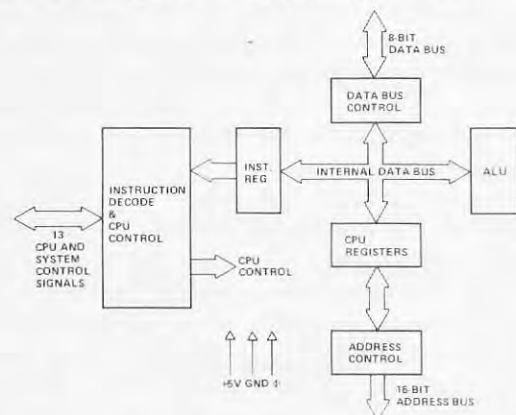 8-BIT
DATA BUS
DATA BUS
CONTROL
INST.
REG
INTERNAL DATA BUS
ALU
INSTRUCTION
DECODE
&
CPU
CONTROL
13
CPU AND
SYSTEM
CONTROL
SIGNALS
CPU
REGISTERS
CPU
CONTROL
ADDRESS
CONTROL
+5V GND Φ
16-BIT
ADDRESS BUS